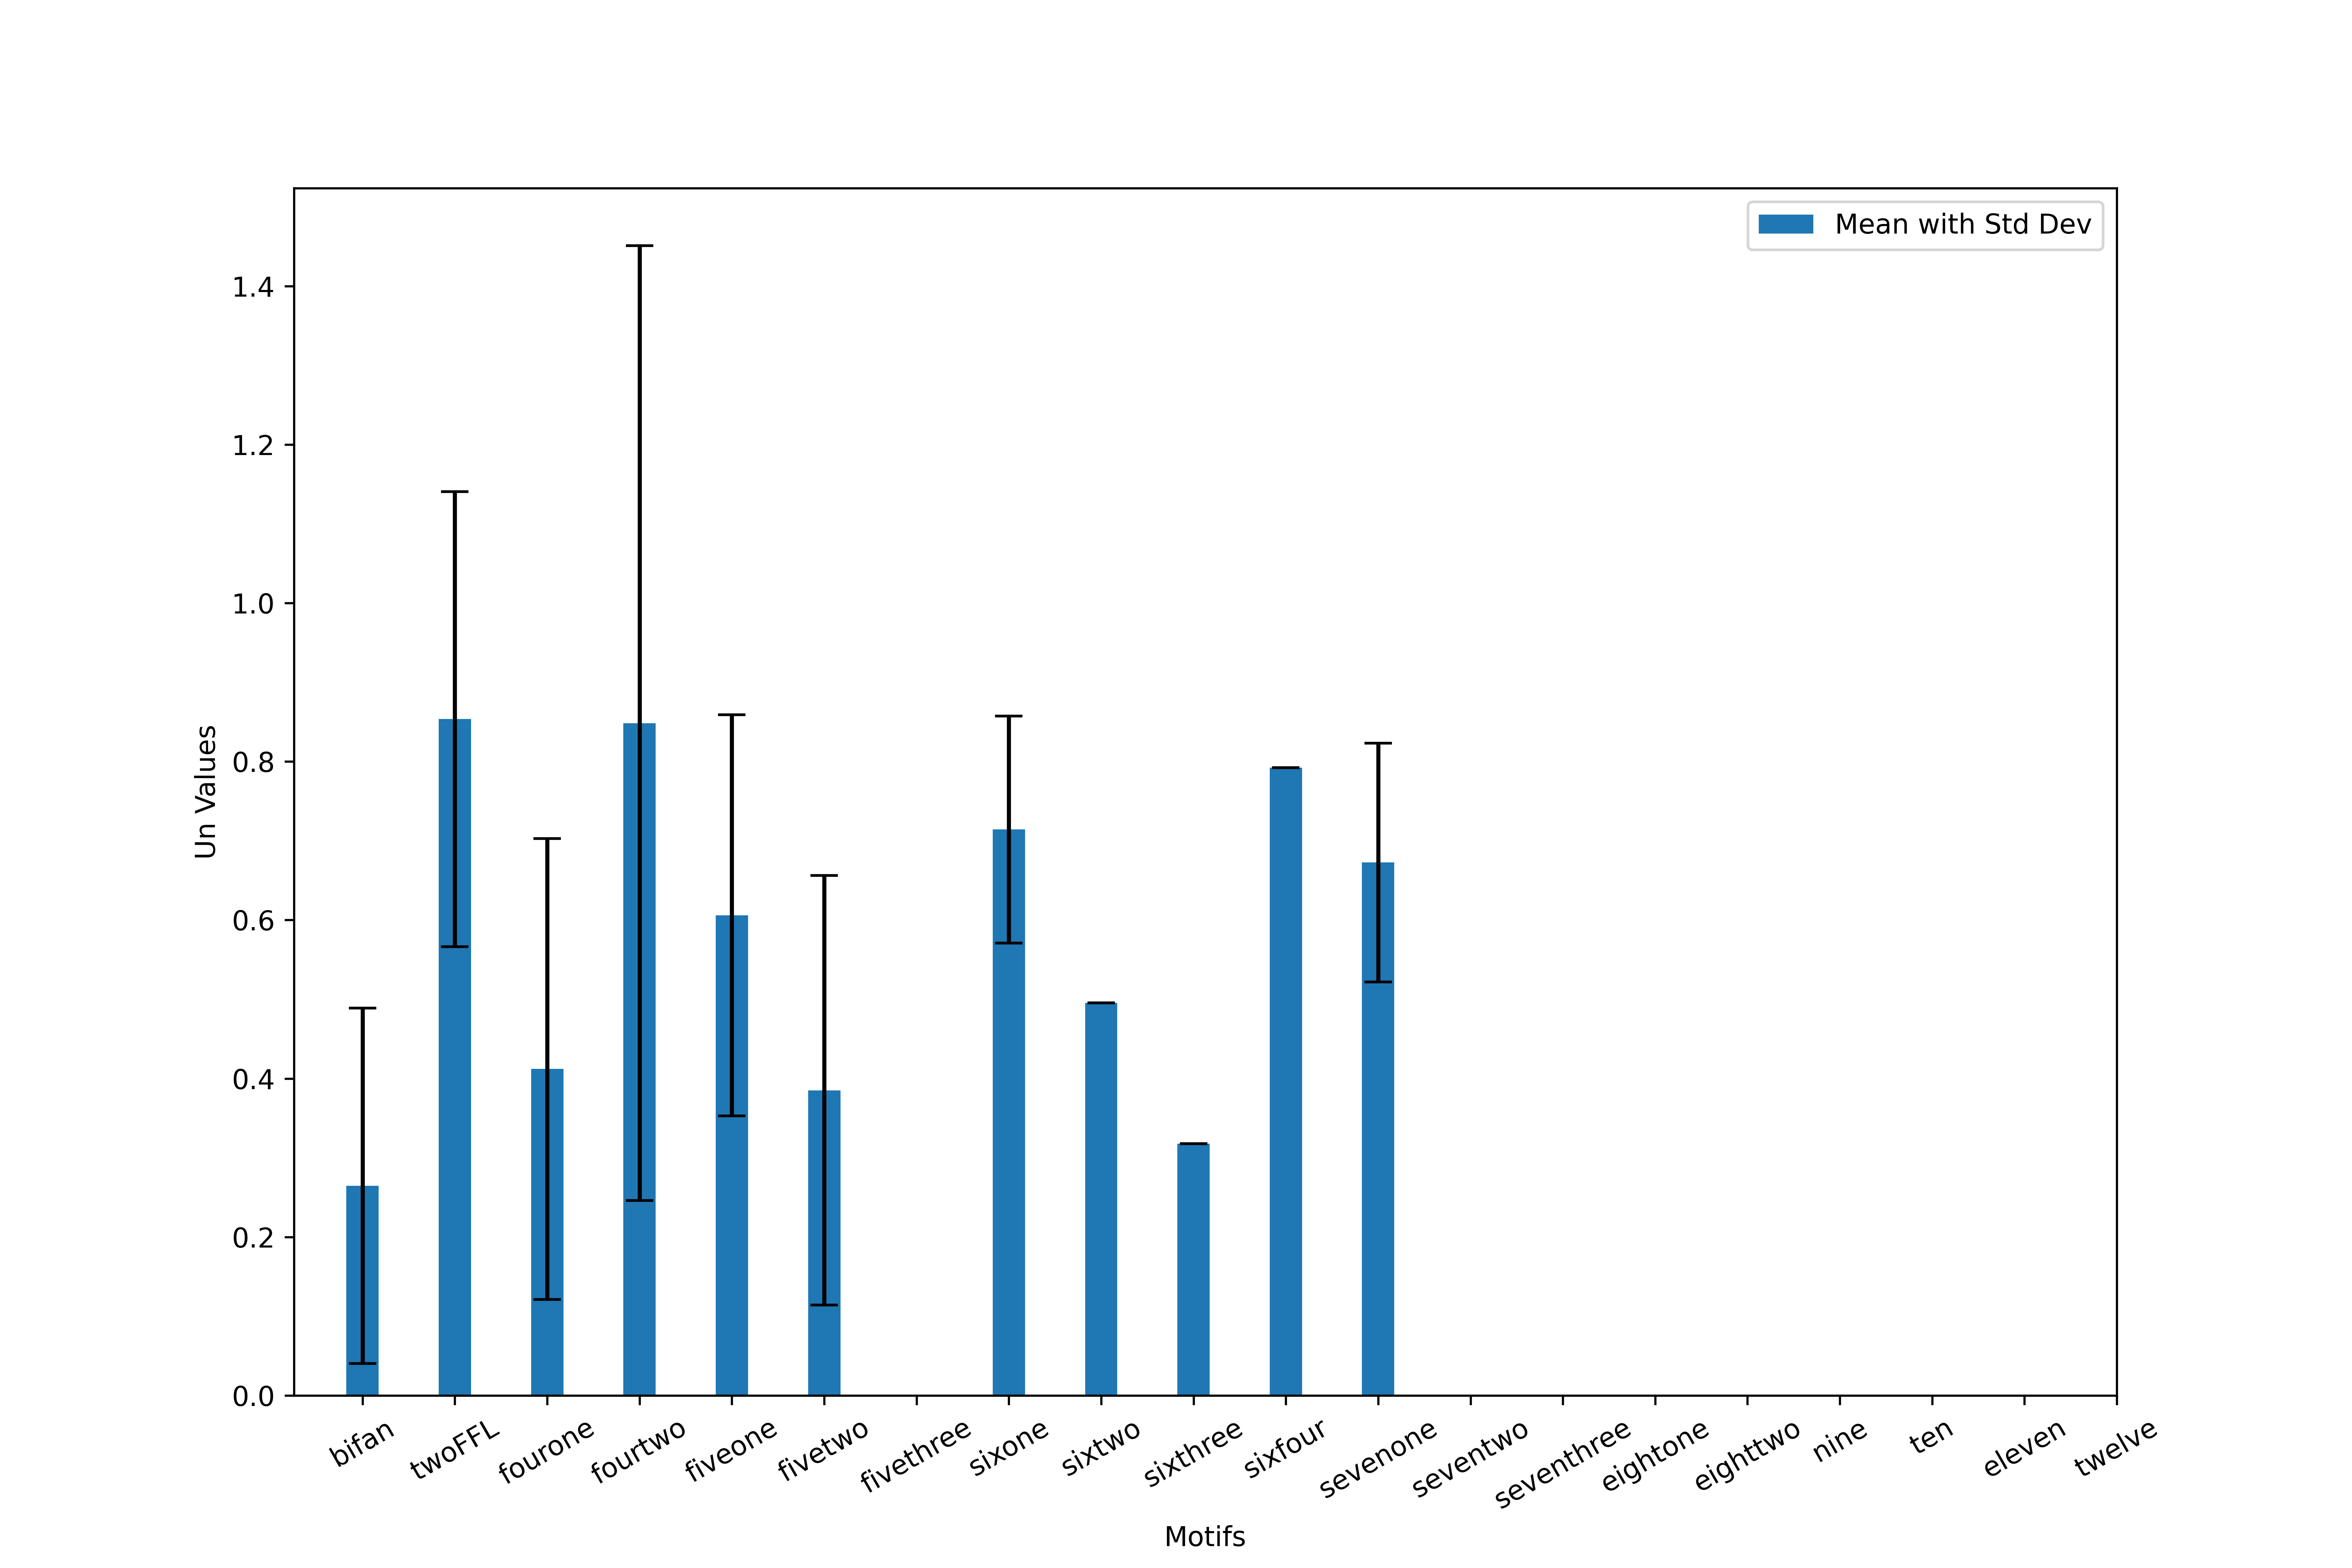 Mean with Std Dev
1.4
1.2
1.0
0.8
0.6
0.4
0.2
0.0
Un Values
bifan
twoFFL
fourone
fourtwo
fiveone
fivetwo
fivethree
sixone
sixtwo
sixthree
sixfour
sevenone
seventwo
seventhree
eightone
eighttwo
nine
ten
eleven
twelve
Motifs